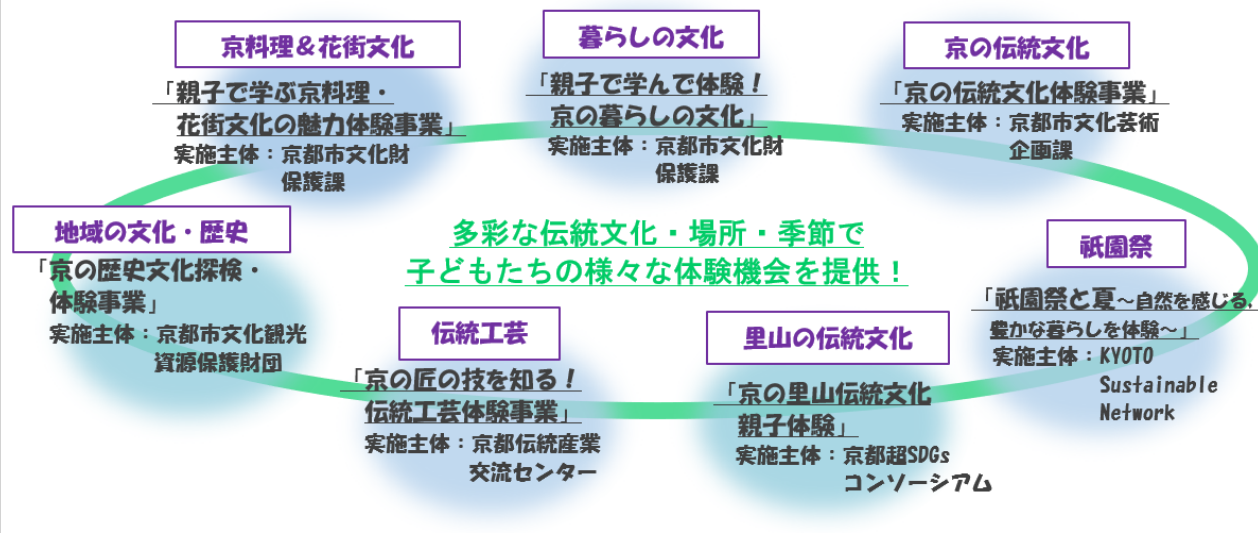 京料理＆花街文化
「親子で学ぶ京料理・
花街文化の魅力体験事業」
実施主体：京都市文化財
保護課
暮らしの文化
「親子で学んで体験！
京の暮らしの文化」
実施主体：京都市文化財
保護課
京の伝統文化
「京の伝統文化体験事業」
実施主体：京都市文化芸術
企画課
地域の文化・歴史
「京の歴史文化探検・
体験事業」
実施主体：京都市文化観光
資源保護財団
多彩な伝統文化・場所・季節で
子どもたちの様々な体験機会を提供！
祇園祭
「祇園祭と夏～自然を感じる，
豊かな暮らしを体験～」
実施主体：KYOTO
Sustainable
Network
伝統工芸
「京の匠の技を知る！
伝統工芸体験事業」
実施主体：京都伝統産業
交流センター
里山の伝統文化
「京の里山伝統文化
親子体験」
実施主体：京都超SDGs
コンソーシアム